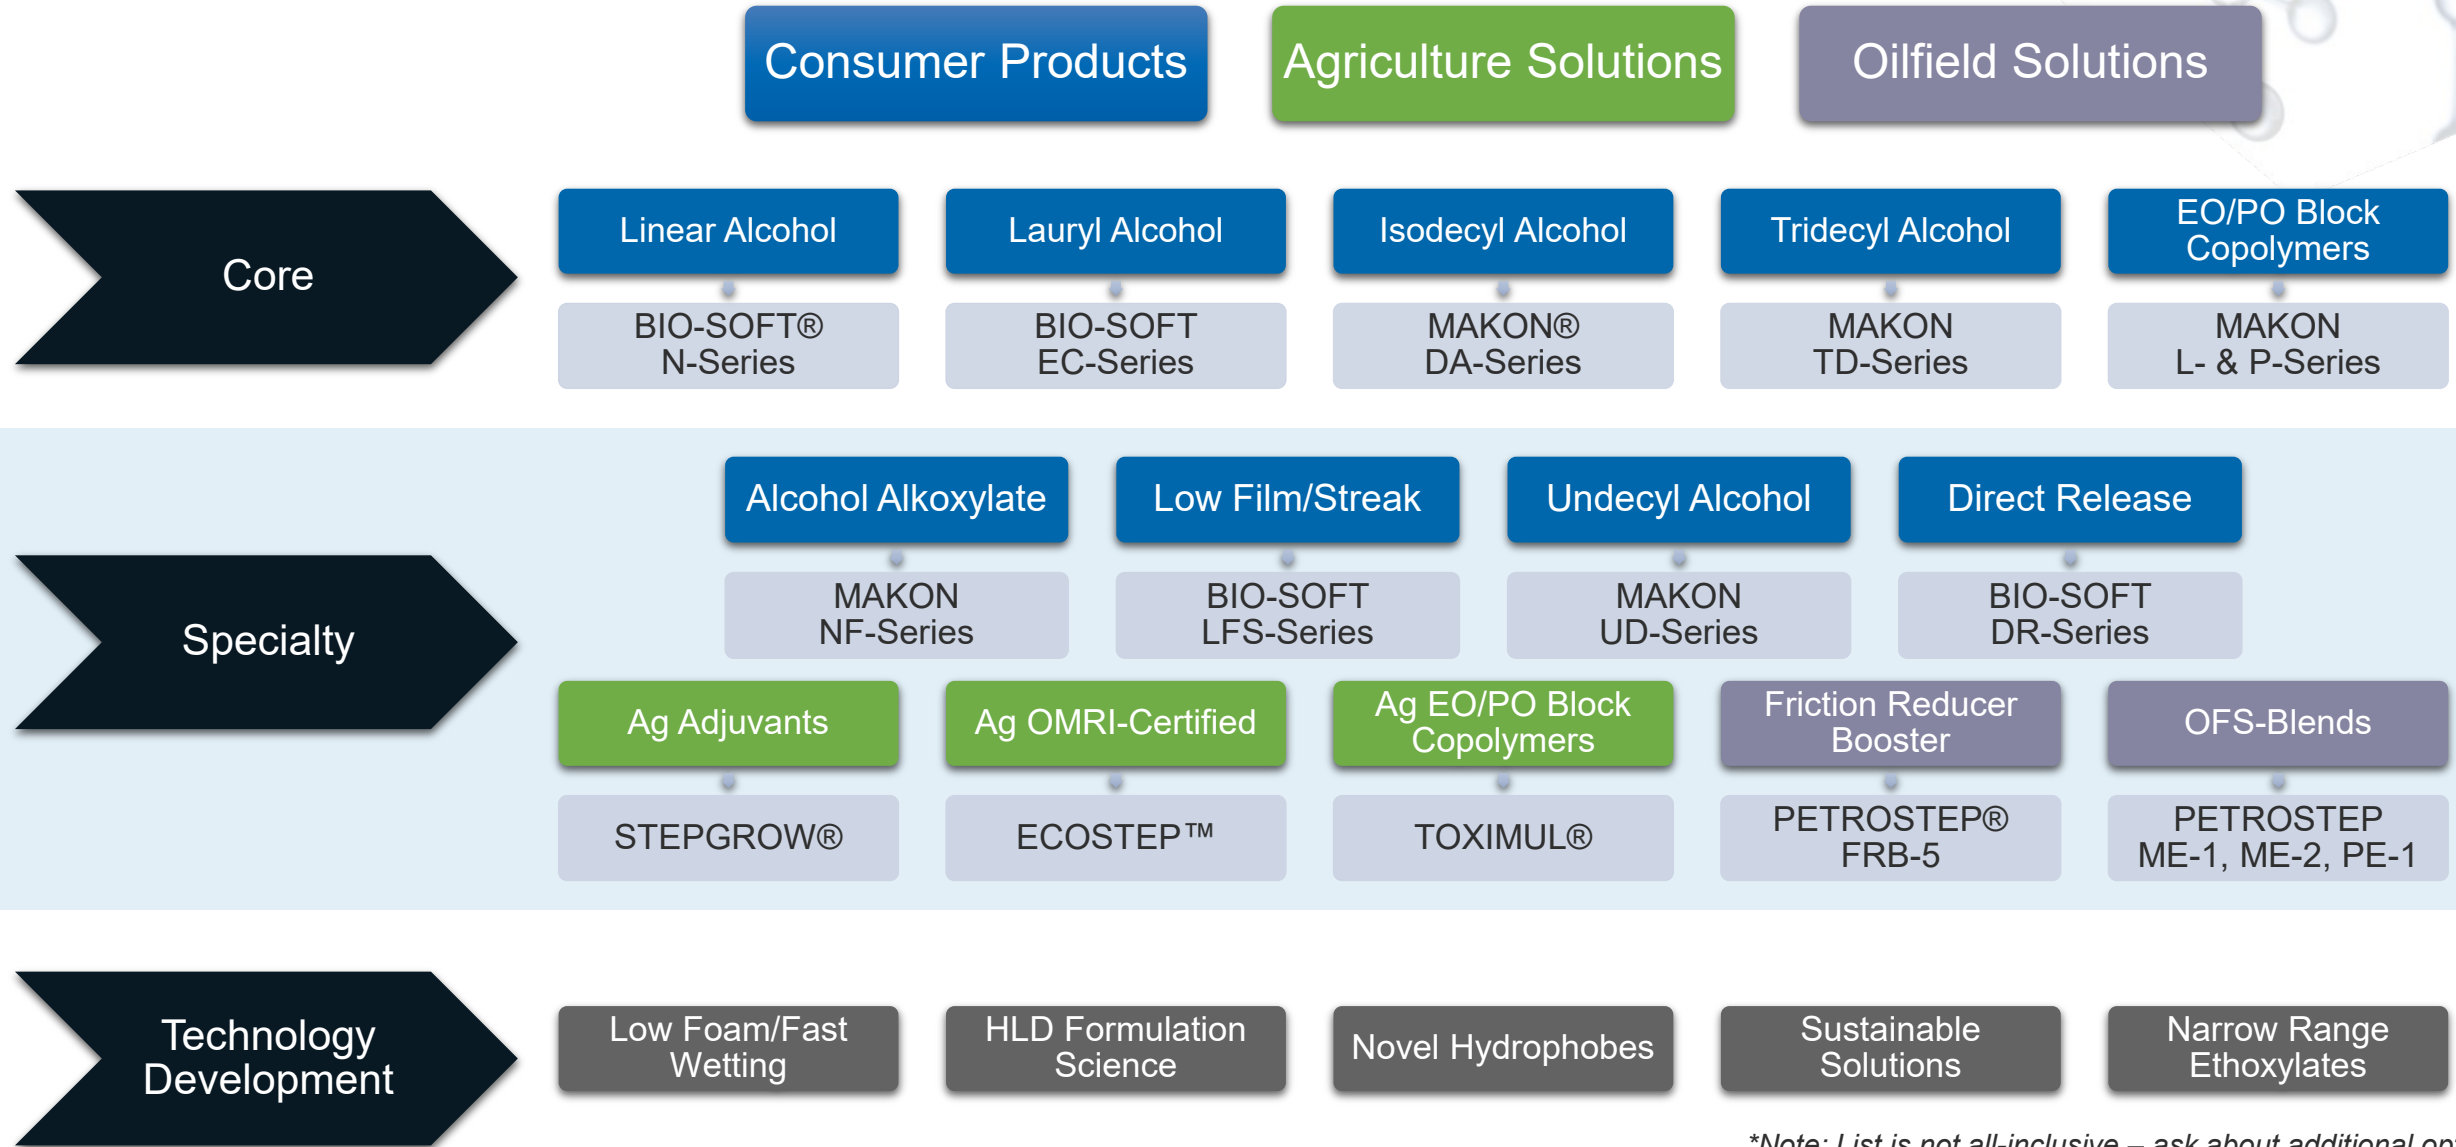 Consumer Products
Agriculture Solutions
Oilfield Solutions
Core
Linear Alcohol
BIO-SOFT®
N-Series
Lauryl Alcohol
BIO-SOFT
EC-Series
Isodecyl Alcohol
MAKON®
DA-Series
Tridecyl Alcohol
MAKON
TD-Series
EO/PO Block
Copolymers
MAKON
L- & P-Series
Specialty
Alcohol Alkoxylate
MAKON
NF-Series
Low Film/Streak
BIO-SOFT
LFS-Series
Undecyl Alcohol
MAKON
UD-Series
Direct Release
BIO-SOFT
DR-Series
Ag Adjuvants
STEPGROW®
Ag OMRI-Certified
ECOSTEP™
Ag EO/PO Block
Copolymers
TOXIMUL®
Friction Reducer
Booster
PETROSTEP®
FRB-5
OFS-Blends
PETROSTEP
ME-1, ME-2, PE-1
Technology
Development
Low Foam/Fast
Wetting
HLD Formulation
Science
Novel Hydrophobes
Sustainable
Solutions
Narrow Range
Ethoxylates
*Note: List is not all-inclusive – ask about additional